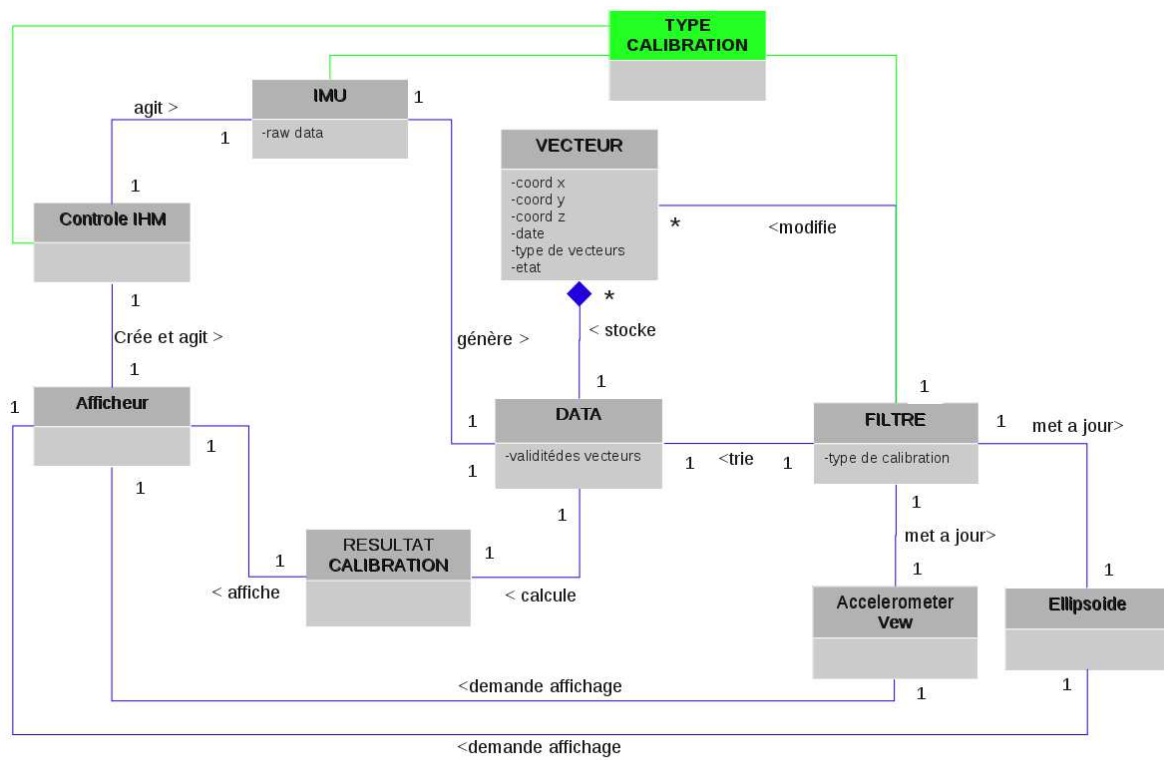 TYPE
CALIBRATION
IMU
-raw data
1
agit >
1
1
VECTEUR
-coord x
-coord y
-coord z
-date
-type de vecteurs
-etat
*
<modifie
*
< stocke
1
Controle IHM
1
Crée et agit >
1
génère >
Afficheur
1
1
1
DATA
-validitédes vecteurs
1
1
1
<trie
1
1
FILTRE
-type de calibration
1
1
met a jour>
1
met a jour>
1
1
RESULTAT
CALIBRATION
1
1
< affiche
< calcule
Accelerometer
Vew
Ellipsoide
1
1
<demande affichage
<demande affichage